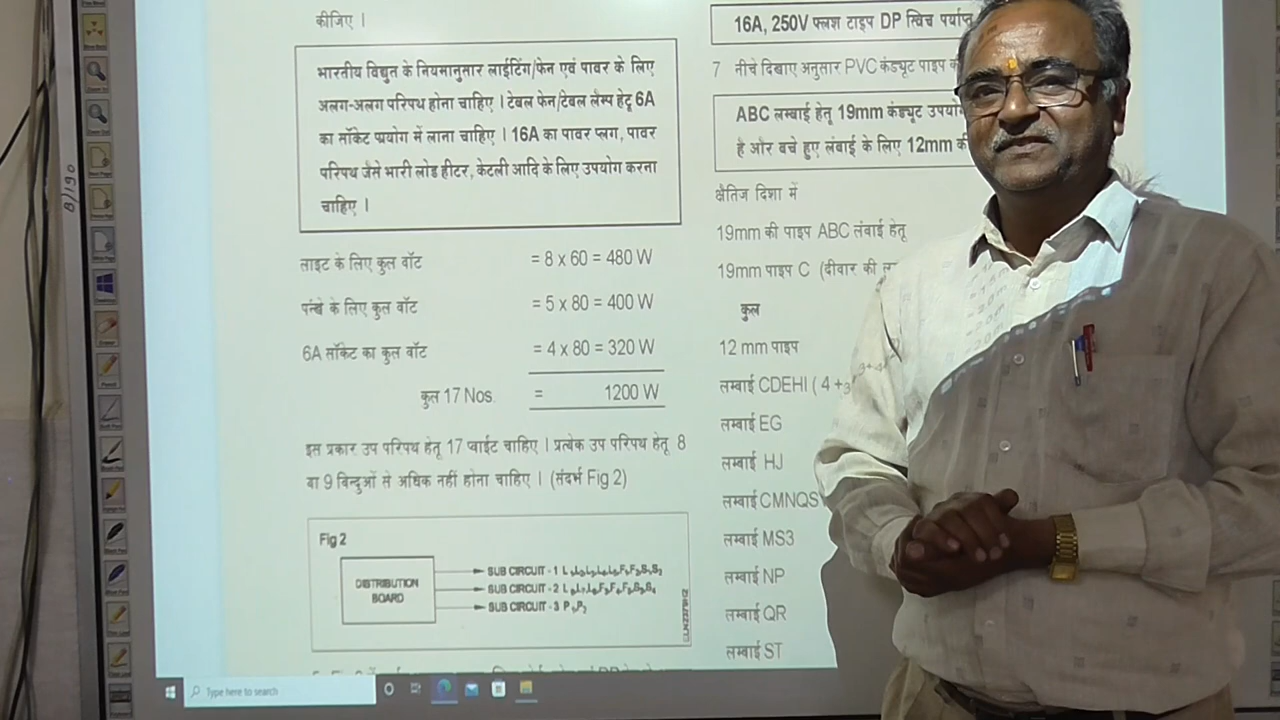 कीजिए ।
भारतीय विद्युत के नियमानुसार लाईटिंग/फेन एवं पावर के लिए
अलग-अलग परिपथ होना चाहिए । टेबल फेन/टेबल लेम्प हेतू 6A
का सॉकेट प्रयोग में लाना चाहिए । 16A का पावर प्लग, पावर
परिपथ जैसे भारी लोड हीटर, केटली आदि के लिए उपयोग करना
चाहिए ।
लाइट के लिए कुल वॉट = 8 x 60 = 480 W
पंखे के लिए कुल वॉट = 5 x 80 = 400 W
6A सॉकेट का कुल वॉट = 4 x 80 = 320 W
कुल 17 Nos. = 1200 W
इस प्रकार उप परिपथ हेतू 17 प्वाईट चाहिए । प्रत्येक उप परिपथ हेतू 8
या 9 बिन्दुओं से अधिक नहीं होना चाहिए । (संदर्भ Fig 2)
Fig 2
DISTRIBUTION
BOARD
SUB CIRCUIT - 1
SUB CIRCUIT - 2
SUB CIRCUIT - 3
16A, 250V फ्लश टाइप DP स्विच
7 नीचे दिखाए अनुसार PVC कंड्यूट पाइप
ABC लम्बाई हेतू 19mm कंड्यूट
है और बचे हुए लंबाई के लिए 12mm
क्षैतिज दिशा में
19mm की पाइप ABC लंबाई हेतू
19mm पाइप C (दीवार की
कुल
12 mm पाइप
लम्बाई CDEHI ( 4 +
लम्बाई EG
लम्बाई HJ
लम्बाई CMNQS
लम्बाई MS3
लम्बाई NP
लम्बाई QR
लम्बाई ST
Type here to search
8/190